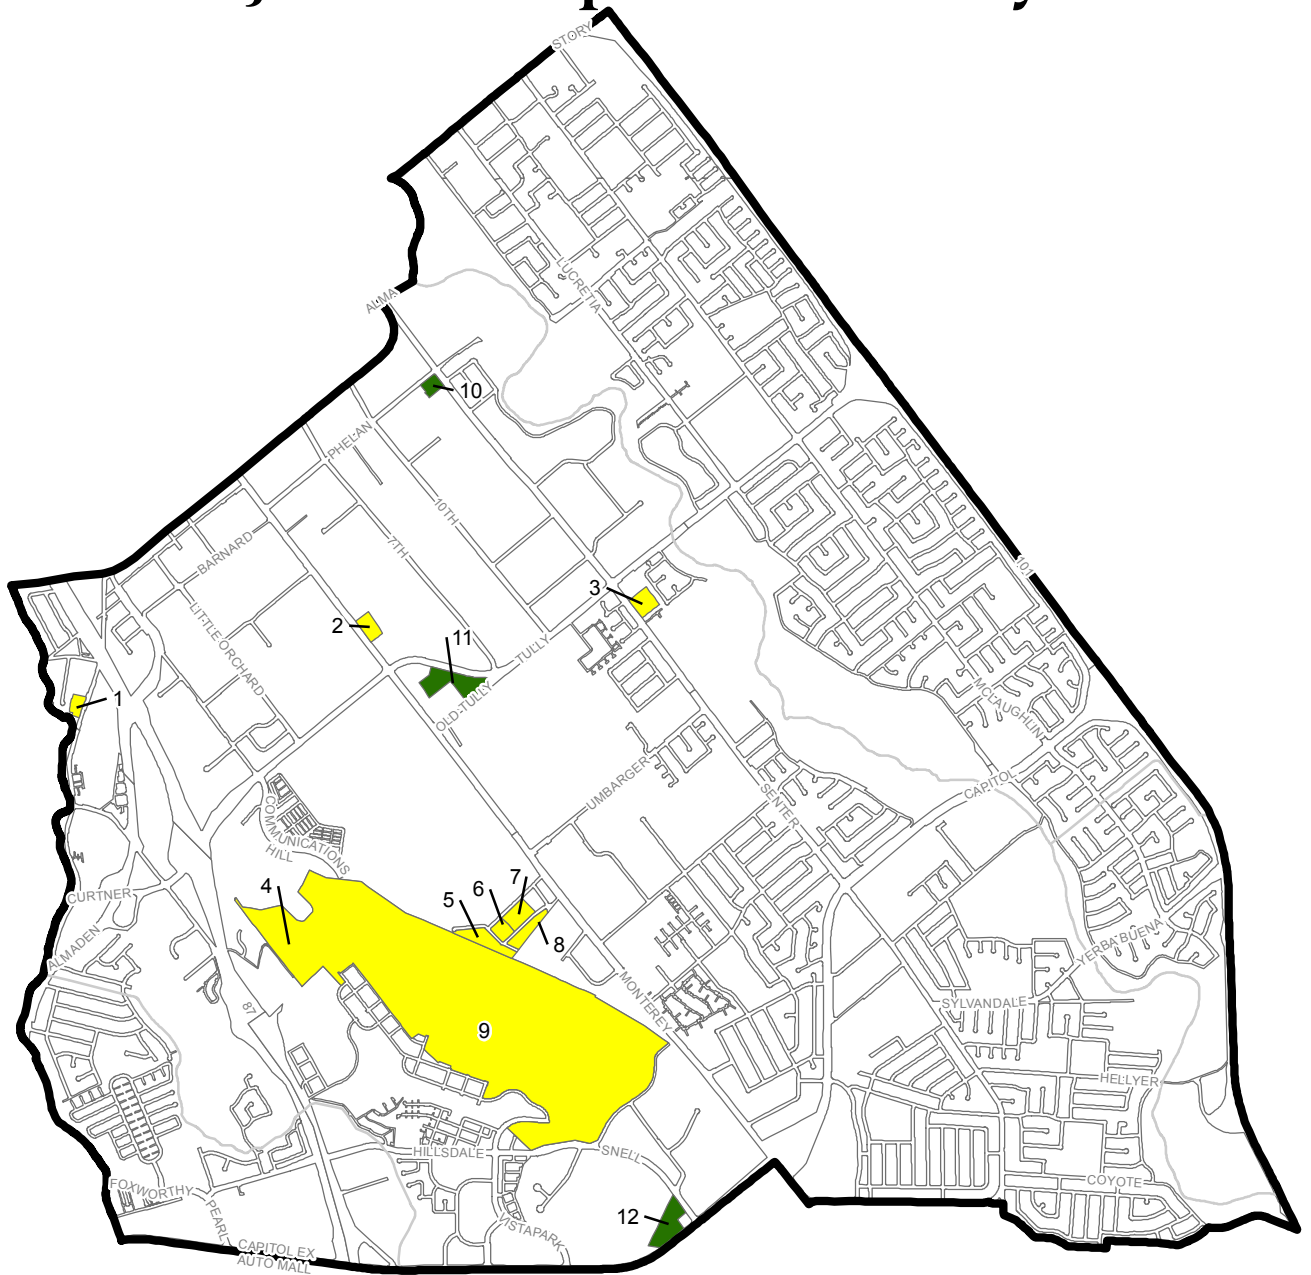 STORY
LUCRETIA
ALMA
10
PHELAN
10TH
BARNARD
7TH
101
3
LITTLE ORCHARD
2
11
TULLY
OLD TULLY
1
MCLAUGHLIN
UMBARGER
SENTER
CAPITOL
COMMUNICATIONS
HILL
CURTNER
4
5
6
7
8
ALMADEN
YERBA BUENA
MONTEREY
SYLVANDALE
87
9
HELLYER
HILLSDALE
SNELL
FOXWORTHY
PEARL
COYOTE
12
VISTAPARK
CAPITOL EX
AUTO MALL